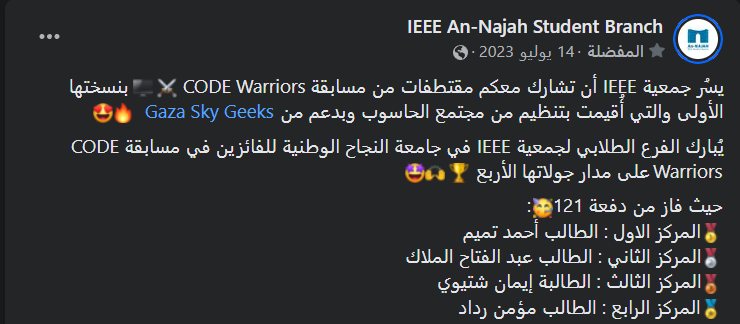 IEEE An-Najah Student Branch
المفضلة · 14 يوليو 2023
يسُر جمعية IEEE أن تشارك معكم مقتطفات من مسابقة CODE Warriors ⚔️🖥️ بنسختها
الأولى والتي أُقيمت بتنظيم من مجتمع الحاسوب وبدعم من Gaza Sky Geeks 🔥🤩
يُبارك الفرع الطلابي لجمعية IEEE في جامعة النجاح الوطنية للفائزين في مسابقة CODE
Warriors على مدار جولاتها الأربع 🏆🙌🤩
حيث فاز من دفعة 121🥳:
🥇المركز الاول : الطالب أحمد تميم
🥈المركز الثاني : الطالب عبد الفتاح الملاك
🥉المركز الثالث : الطالبة إيمان شتيوي
🏅المركز الرابع : الطالب مؤمن رداد